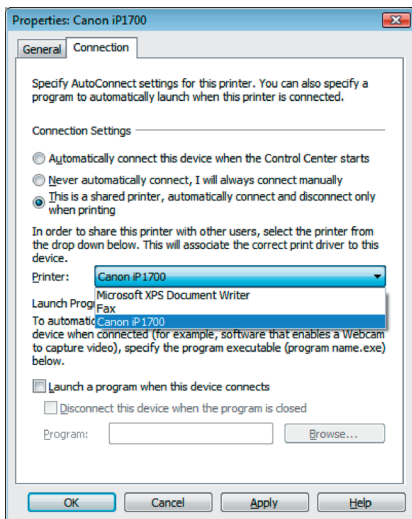 Properties: Canon iP1700
General
Connection
Specify AutoConnect settings for this printer. You can also specify a
program to automatically launch when this printer is connected.
Connection Settings
Automatically connect this device when the Control Center starts
Never automatically connect, I will always connect manually
This is a shared printer, automatically connect and disconnect only
when printing
In order to share this printer with other users, select the printer from
the drop down below. This will associate the correct print driver to this
device.
Printer: Canon iP1700
Microsoft XPS Document Writer
Launch Prog
Fax
To automatic
Canon iP1700
device when connected (for example, software that enables a Webcam
to capture video), specify the program executable (program name.exe)
below.
Launch a program when this device connects
Disconnect this device when the program is closed
Program:
Browse...
OK Cancel Apply Help